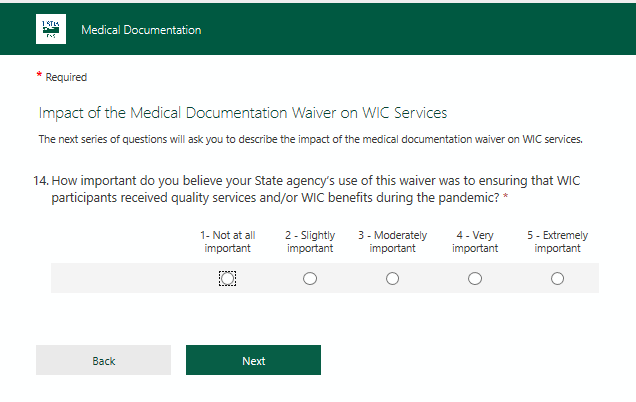 Medical Documentation
* Required
Impact of the Medical Documentation Waiver on WIC Services
The next series of questions will ask you to describe the impact of the medical documentation waiver on WIC services.
14. How important do you believe your State agency's use of this waiver was to ensuring that WIC
participants received quality services and/or WIC benefits during the pandemic? *
1- Not at all important
2 - Slightly important
3 - Moderately important
4 - Very important
5 - Extremely important
Back
Next